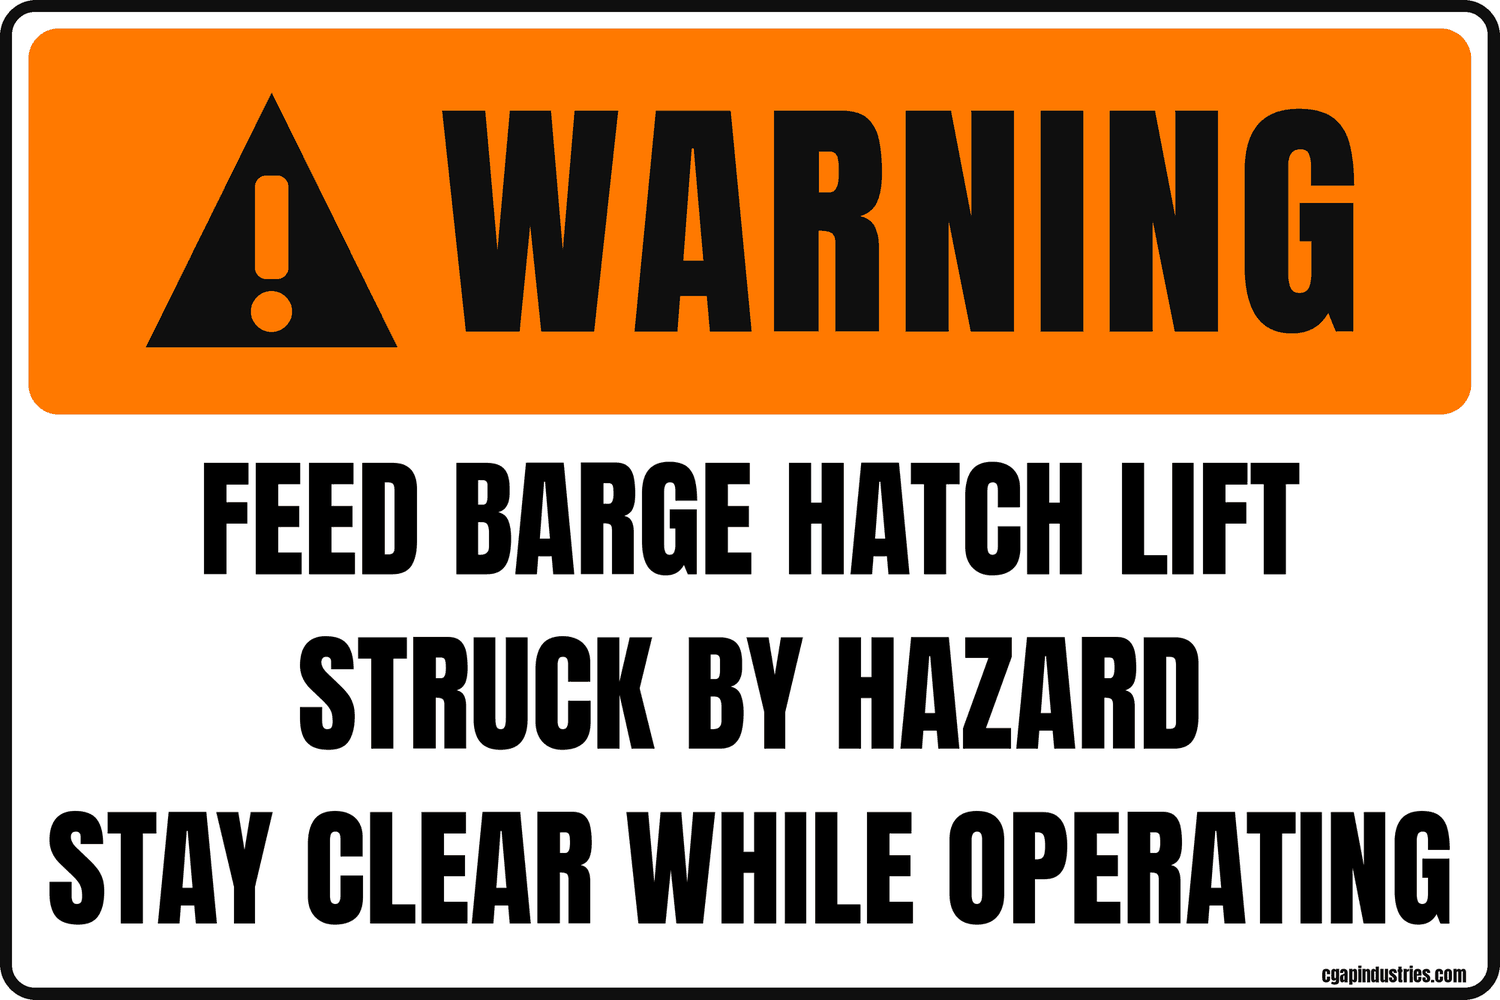 WARNING
FEED BARGE HATCH LIFT
STRUCK BY HAZARD
STAY CLEAR WHILE OPERATING
cgapindustries.com